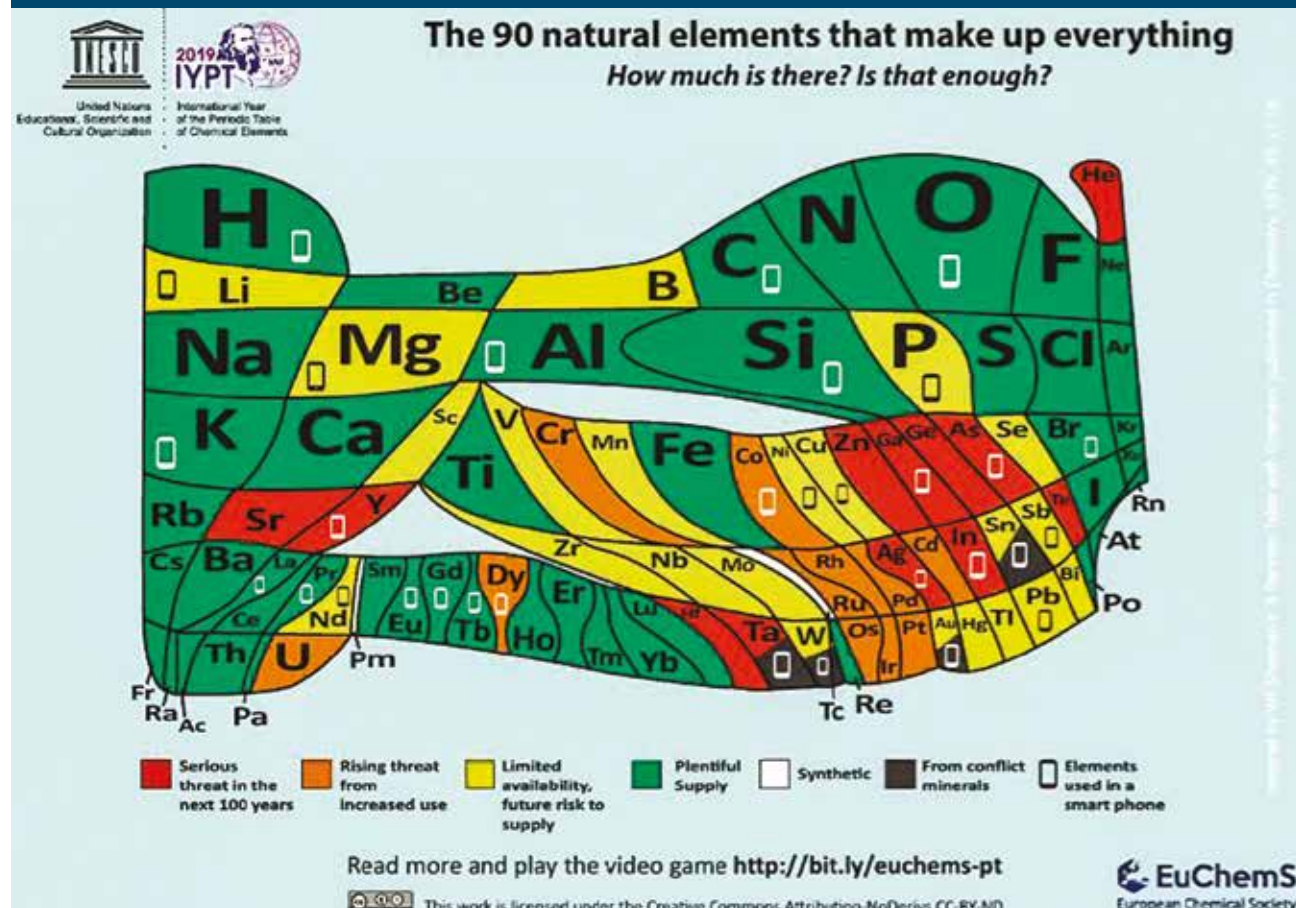 The 90 natural elements that make up everything
How much is there? Is that enough?
UNESCO
2019
IYPT
United Nations
Educational, Scientific and
Cultural Organization
International Year
of the Periodic Table
of Chemical Elements
H
He
Li
Be
B
C
N
O
F
Ne
Na
Mg
Al
Si
P
S
Cl
Ar
K
Ca
Sc
Ti
V
Cr
Mn
Fe
Co
Ni
Cu
Zn
Ga
Ge
As
Se
Br
Kr
Rb
Sr
Y
Zr
Nb
Mo
Rh
Ru
Pd
Ag
Cd
In
Sn
Sb
Te
I
Xe
Cs
Ba
La
Ce
Pr
Nd
Sm
Eu
Gd
Tb
Dy
Ho
Er
Tm
Yb
Lu
Hf
Ta
W
Os
Ir
Pt
Au
Hg
Tl
Pb
Bi
Rn
At
Po
Th
U
Pm
Fr
Ra
Ac
Pa
Tc
Re
Serious
threat in the
next 100 years
Rising threat
from
increased use
Limited
availability,
future risk to
supply
Plentiful
Supply
Synthetic
From conflict
minerals
Elements
used in a
smart phone
Read more and play the video game http://bit.ly/euchems-pt
EuChemS
European Chemical Society
This work is licensed under the Creative Commons Attribution-NoDerivs CC-BY-ND